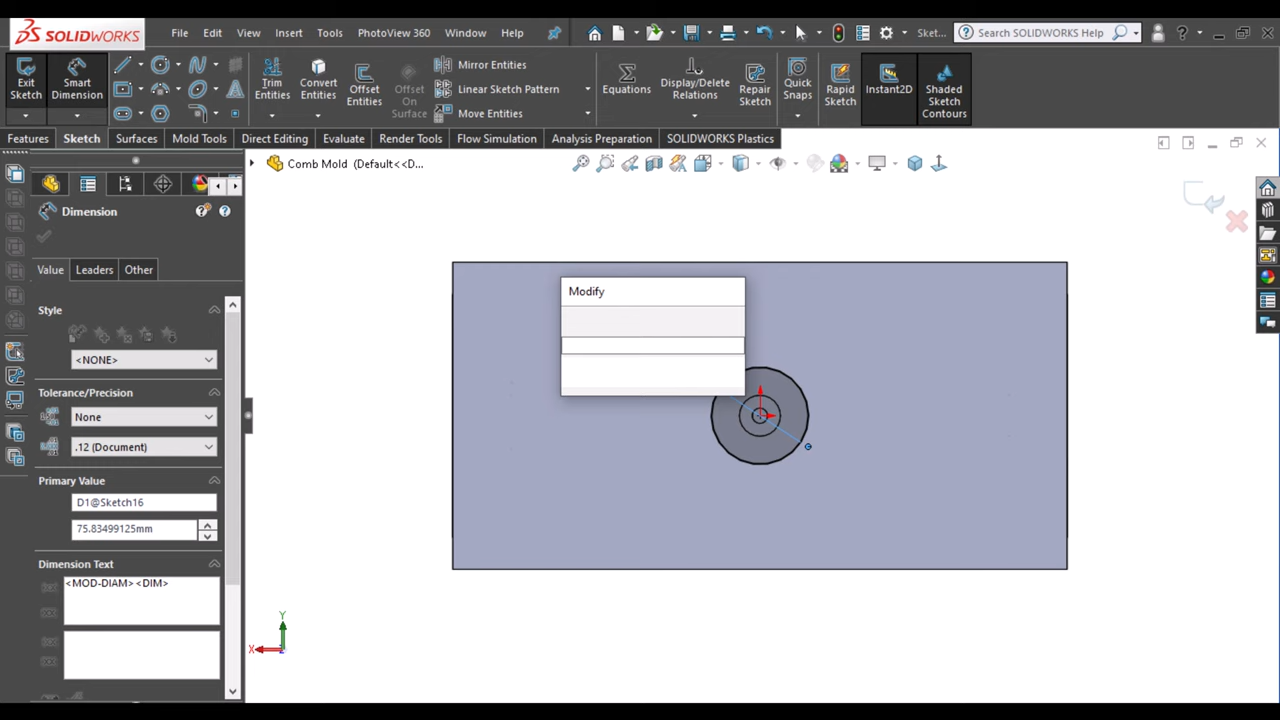 SOLIDWORKS
File Edit View Insert Tools PhotoView 360 Window Help
Sket...
Search SOLIDWORKS Help
?
Exit Sketch
Smart Dimension
Trim Entities
Convert Entities
Offset Entities
Offset On Surface
Mirror Entities
Linear Sketch Pattern
Move Entities
Equations
Display/Delete Relations
Repair Sketch
Quick Snaps
Rapid Sketch
Instant2D
Shaded Sketch Contours
Features Sketch Surfaces Mold Tools Direct Editing Evaluate Render Tools Flow Simulation Analysis Preparation SOLIDWORKS Plastics
Comb Mold (Default<<D...
Dimension
Value Leaders Other
Style
<NONE>
Tolerance/Precision
None
.12 (Document)
Primary Value
D1@Sketch16
75.83499125mm
Dimension Text
<MOD-DIAM><DIM>
Modify
Y
X